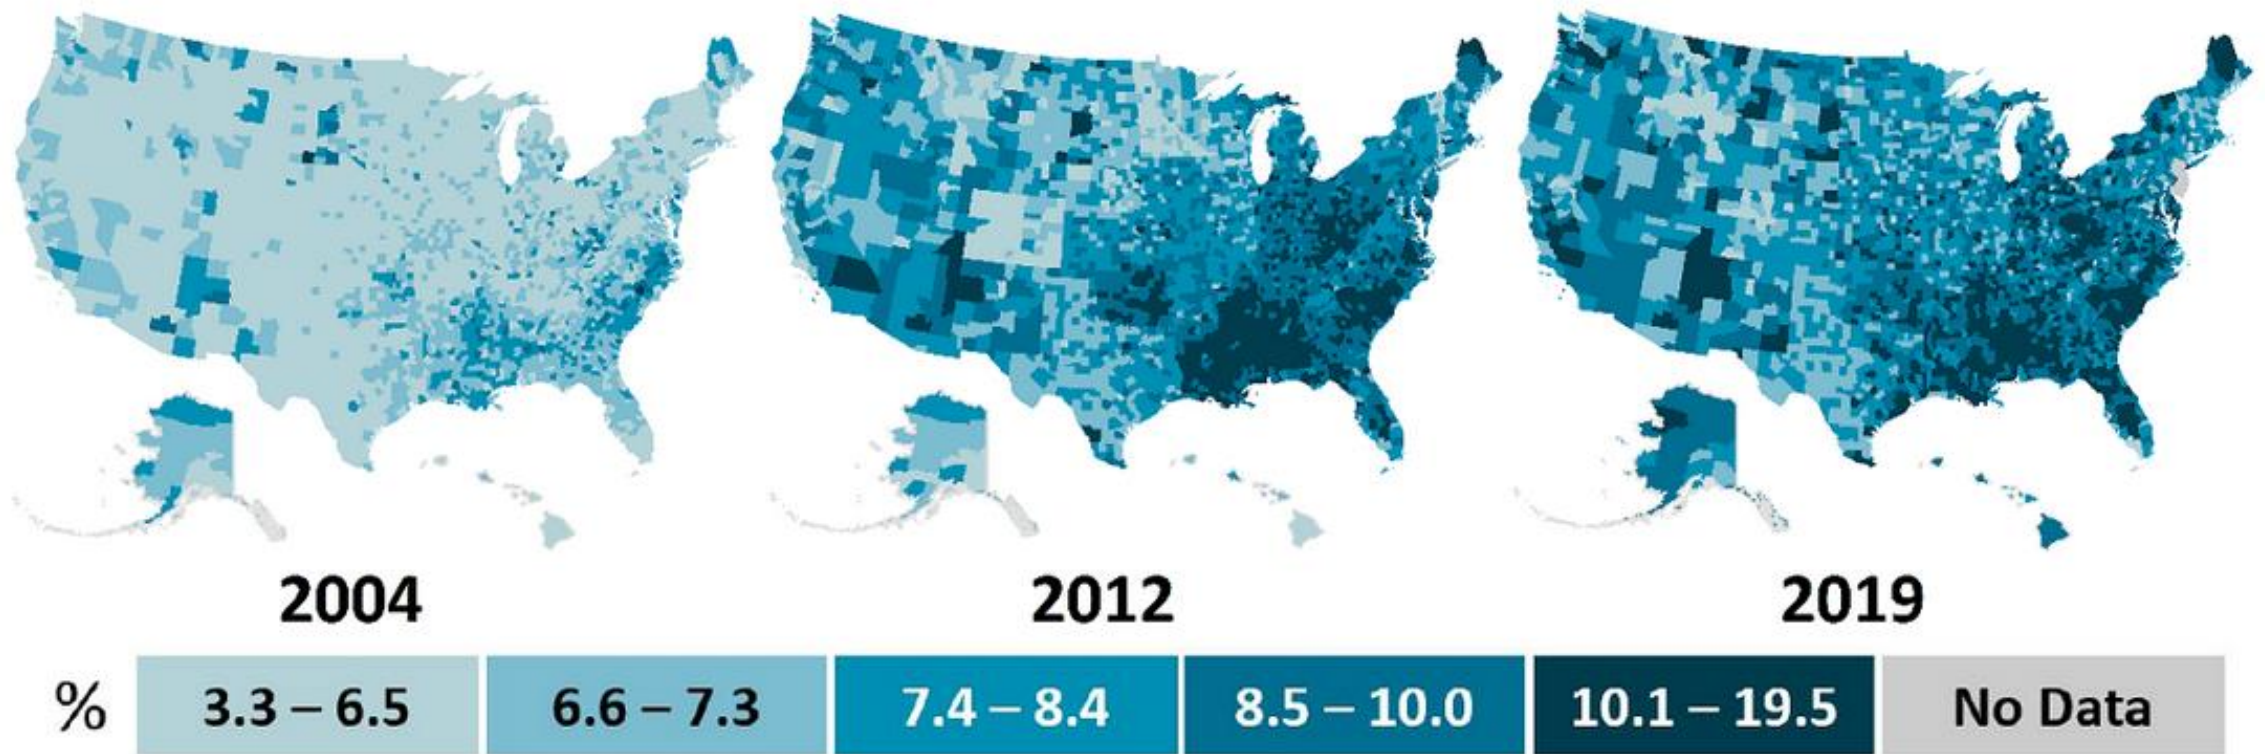 2004 2012 2019
% 3.3 – 6.5 6.6 – 7.3 7.4 – 8.4 8.5 – 10.0 10.1 – 19.5 No Data